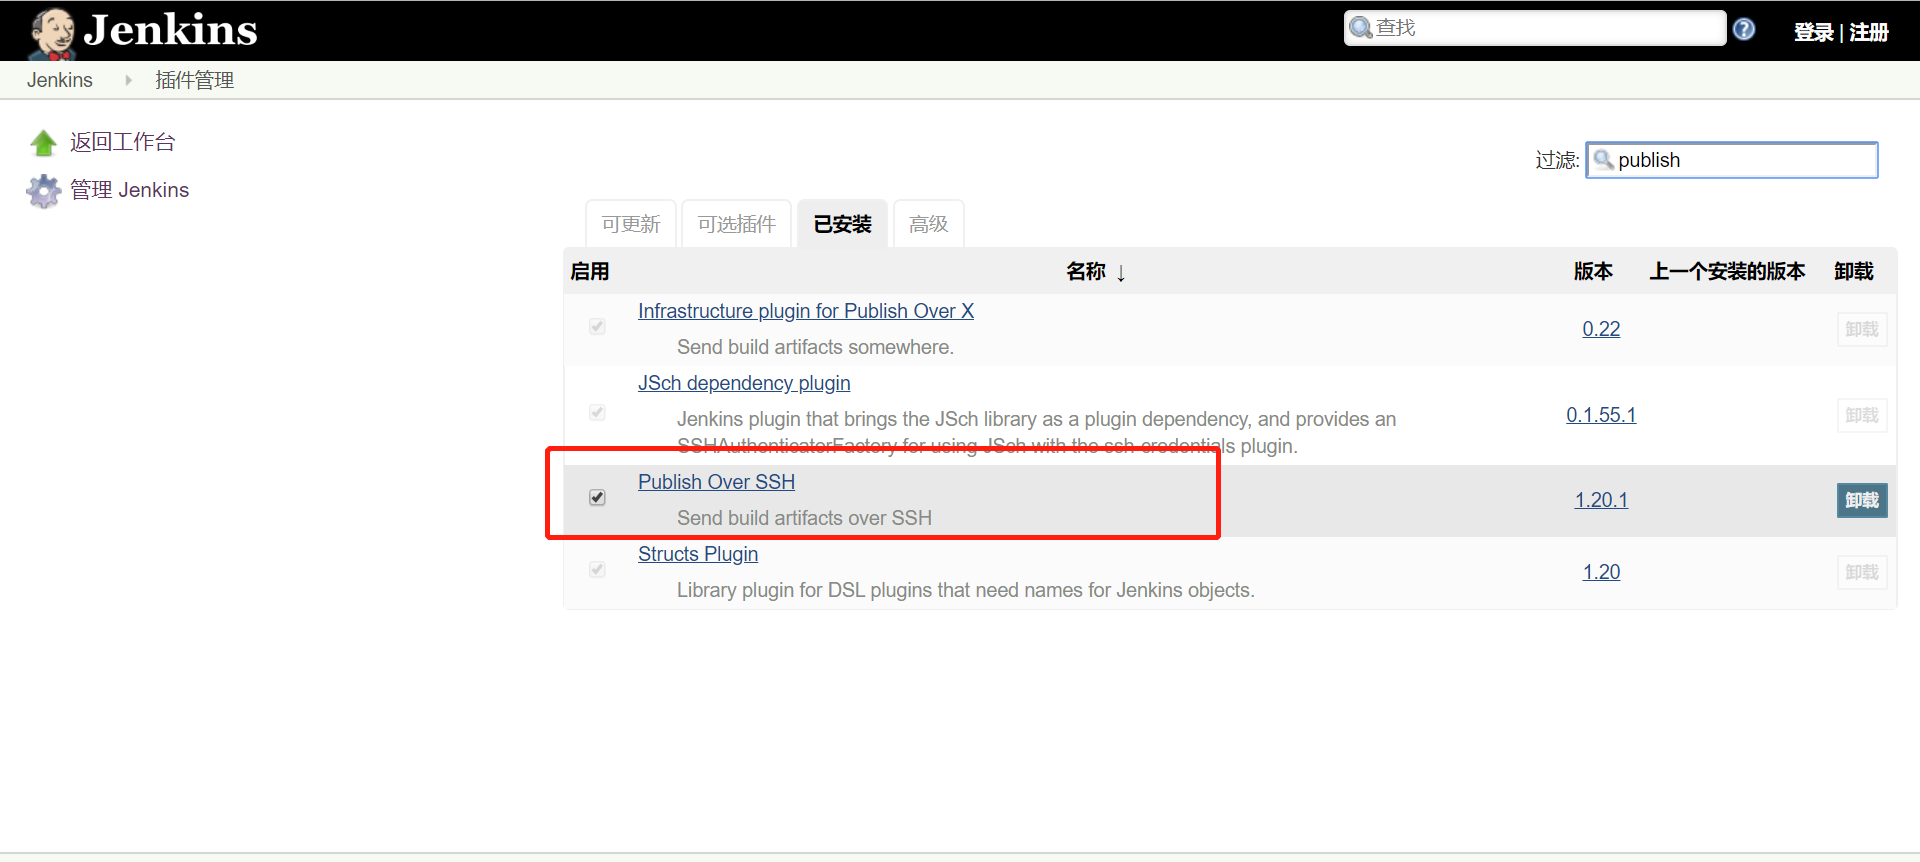 Jenkins
查找
登录 | 注册
Jenkins
插件管理
返回工作台
管理 Jenkins
过滤:
publish
可更新
可选插件
已安装
高级
启用
名称 ↓
版本
上一个安装的版本
卸载
Infrastructure plugin for Publish Over X
Send build artifacts somewhere.
0.22
卸载
JSch dependency plugin
Jenkins plugin that brings the JSch library as a plugin dependency, and provides an
SSHAuthenticatorFactory for using JSch with the ssh-credentials plugin.
0.1.55.1
卸载
Publish Over SSH
Send build artifacts over SSH
1.20.1
卸载
Structs Plugin
Library plugin for DSL plugins that need names for Jenkins objects.
1.20
卸载